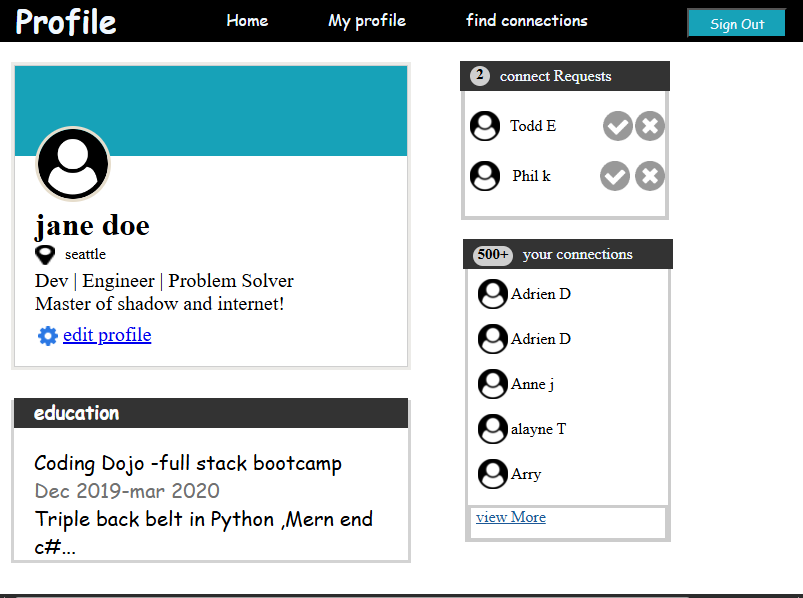 Profile
Home
My profile
find connections
Sign Out
jane doe
seattle
Dev | Engineer | Problem Solver
Master of shadow and internet!
edit profile
education
Coding Dojo -full stack bootcamp
Dec 2019-mar 2020
Triple back belt in Python ,Mern end
c#...
2 connect Requests
Todd E
Phil k
500+ your connections
Adrien D
Adrien D
Anne j
alayne T
Arry
view More